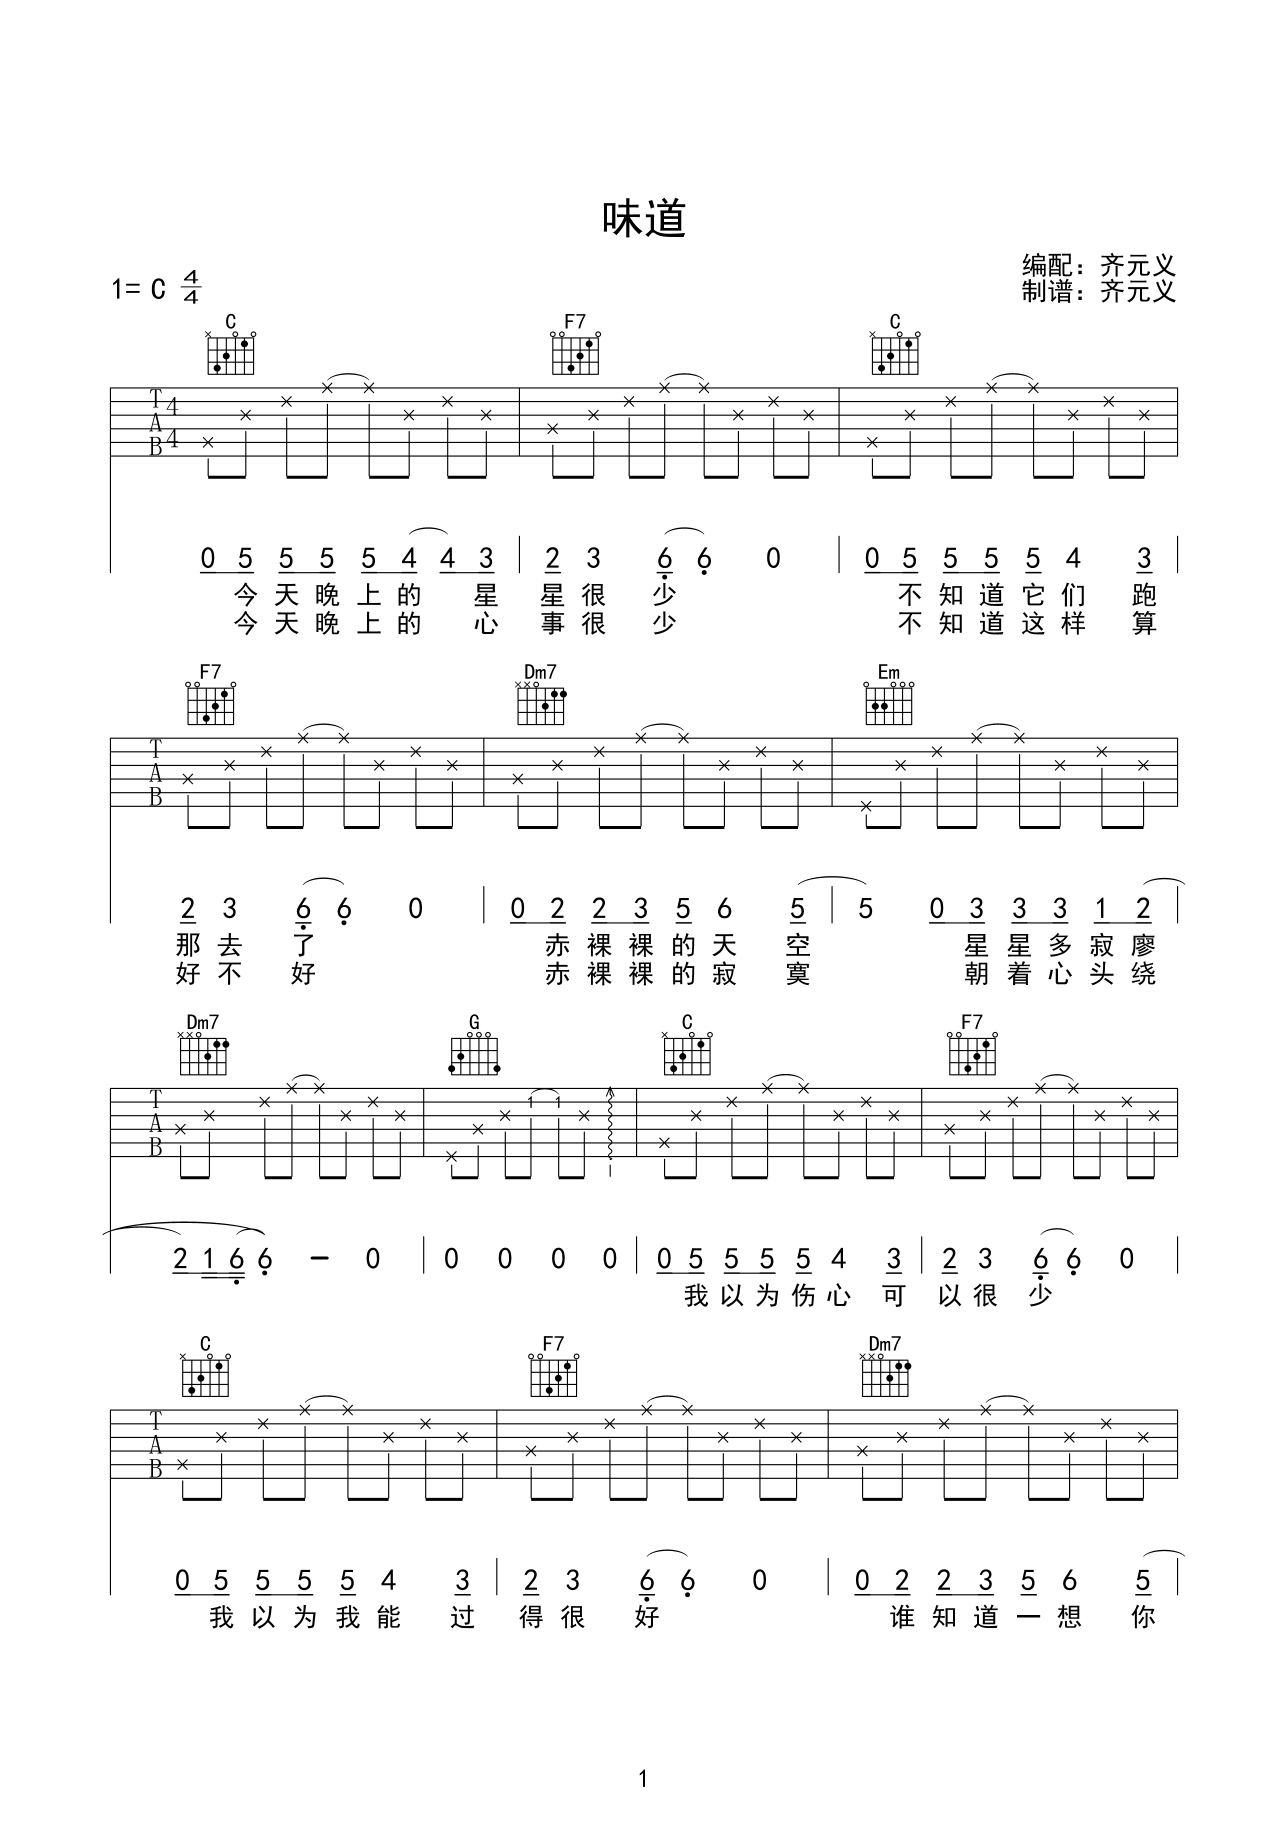 味道
1= C 4/4
编配：齐元义
制谱：齐元义
C F7 C
T A B 4 4
0 5 5 5 5 4 4 3 2 3 6 6 0 0 5 5 5 5 4 3
今天晚上的 星 星很 少 不知道它们 跑
今天晚上的 心 事很 少 不知道这样 算
F7 Dm7 Em
T A B
2 3 6 6 0 0 2 2 3 5 6 5 5 0 3 3 3 1 2
那去 了 赤裸裸的天 空 星星多寂廖
好不 好 赤裸裸的寂 寞 朝着心头绕
Dm7 G C F7
T A B 1 1
2 1 6 6 - 0 0 0 0 0 0 5 5 5 5 4 3 2 3 6 6 0
我以为伤心 可 以很 少
C F7 Dm7
T A B
0 5 5 5 5 4 3 2 3 6 6 0 0 2 2 3 5 6 5
我以为我能 过 得很 好 谁知道一想 你
1